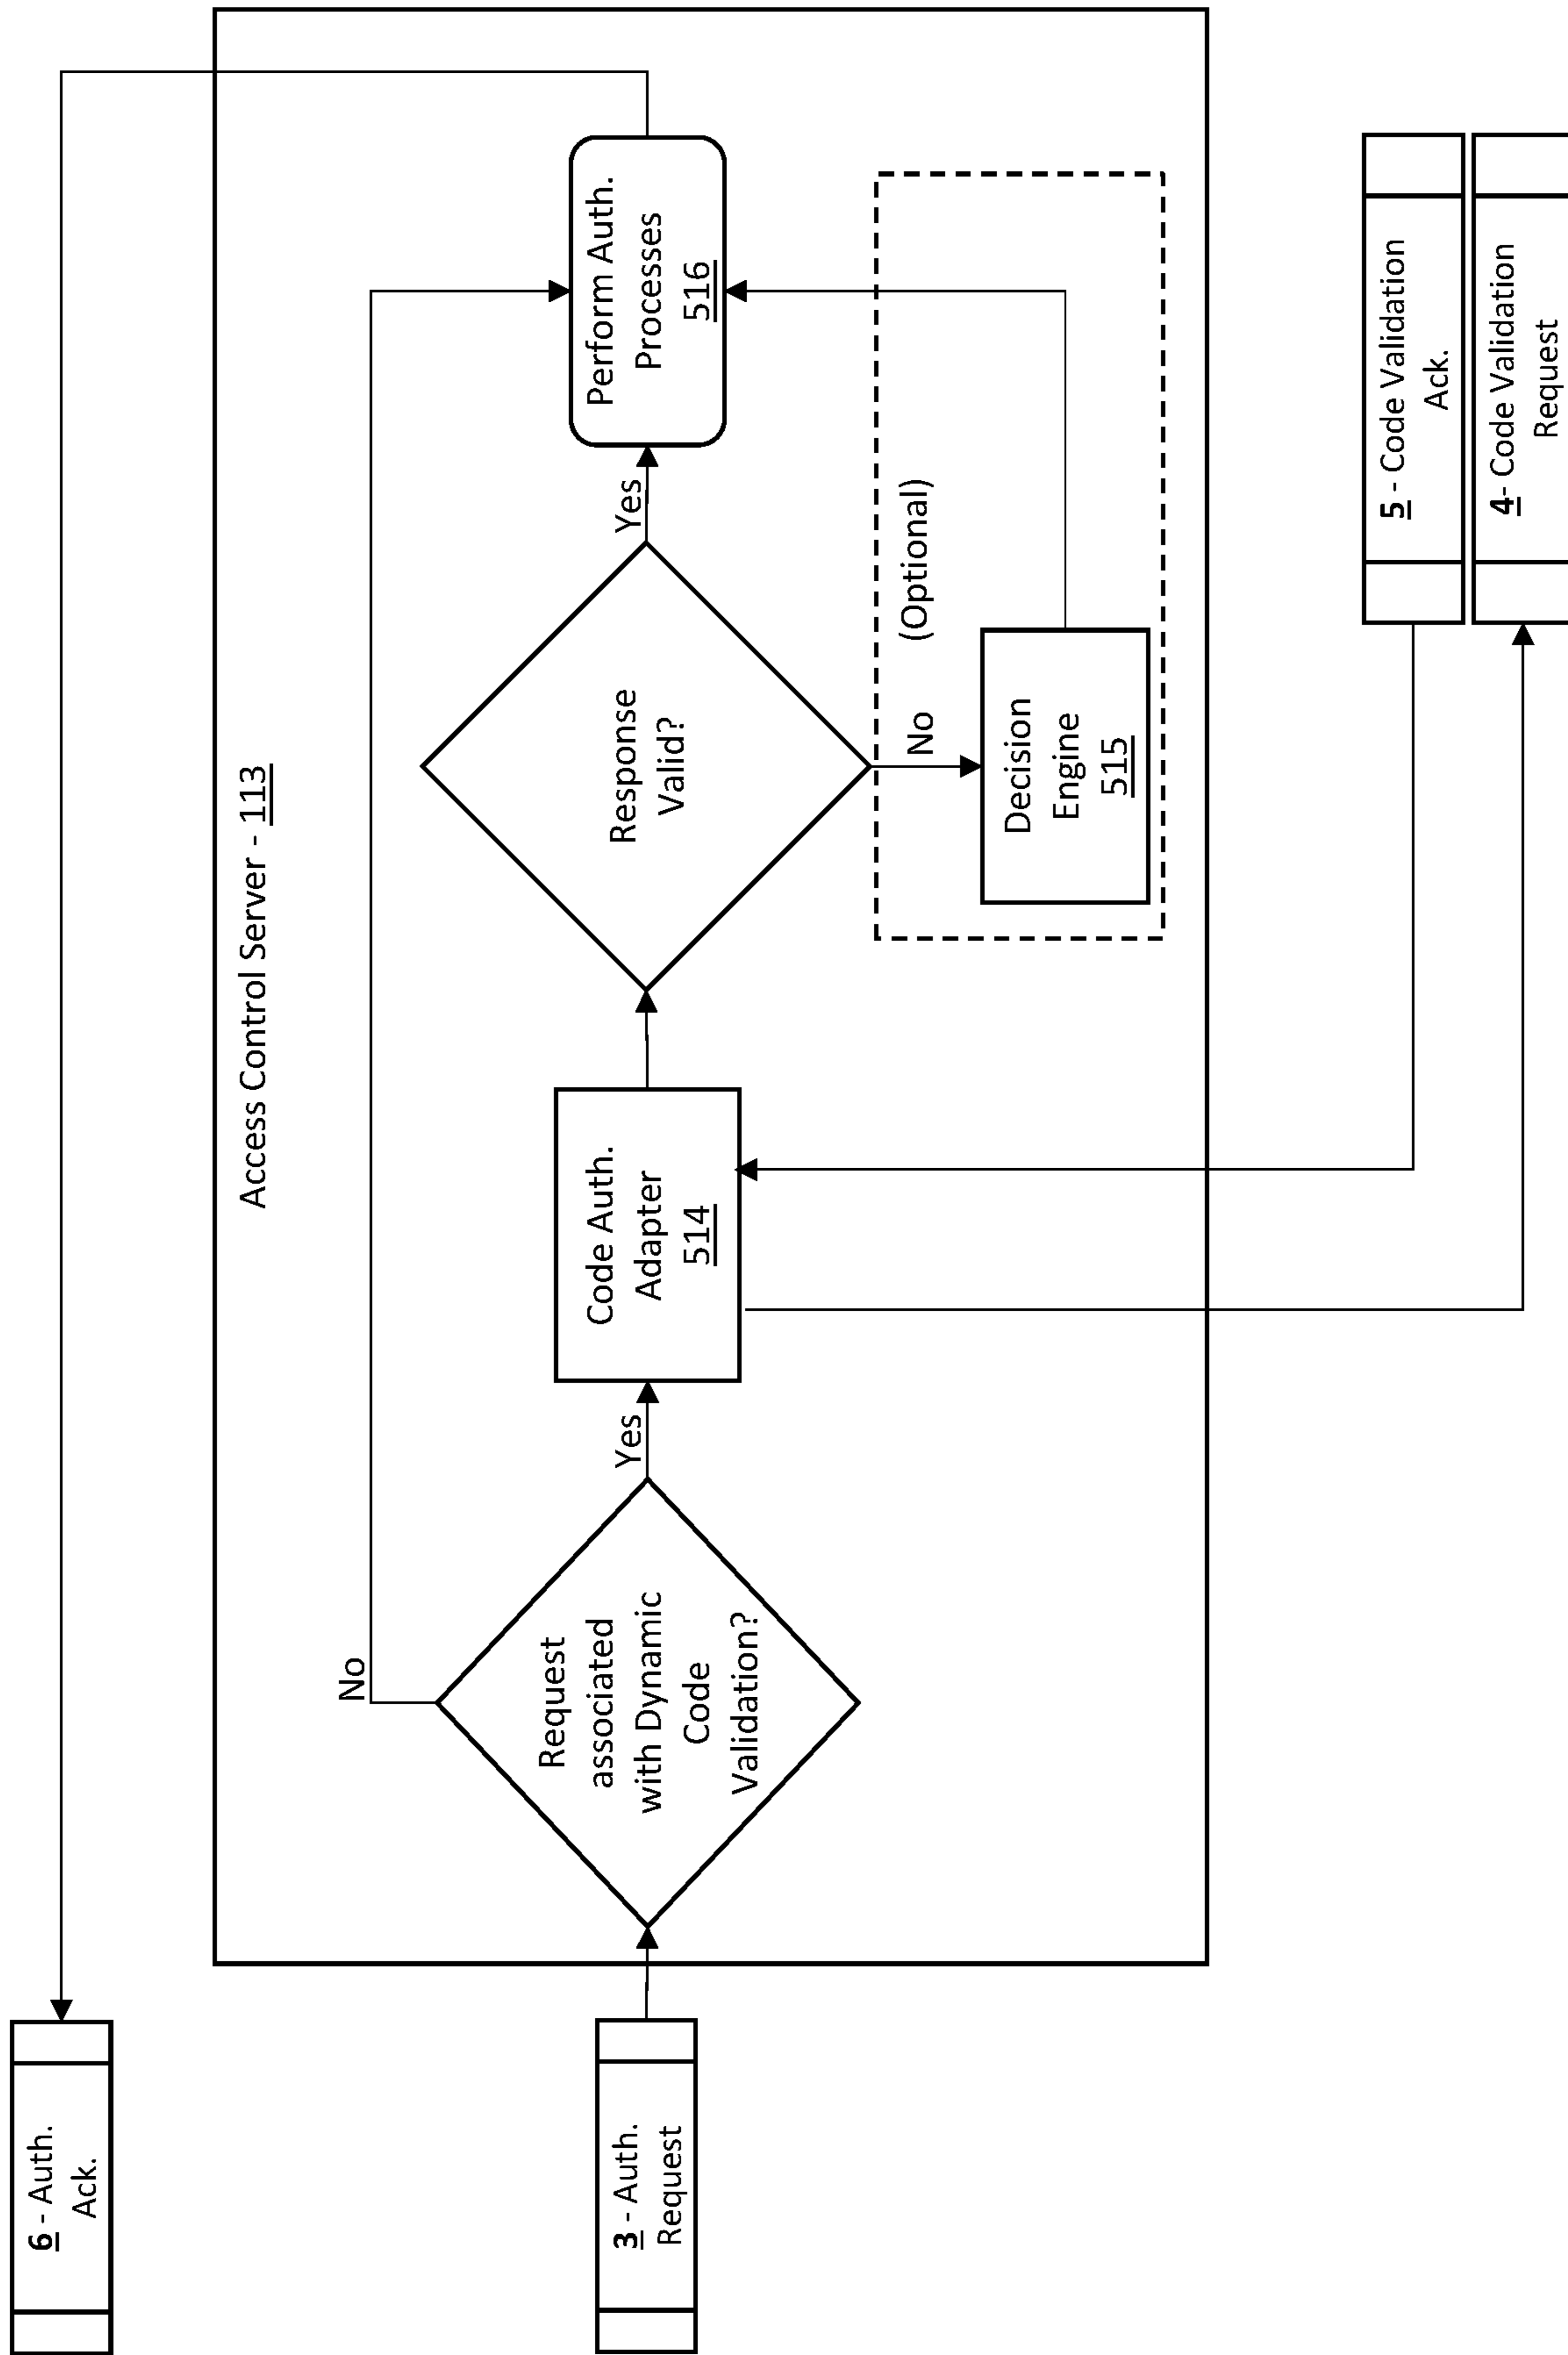 6 - Auth.
Ack.
Access Control Server - 113
No
3 - Auth.
Request
Request
associated
with Dynamic
Code
Validation?
Yes
Code Auth.
Adapter
514
Response
Valid?
Yes
Perform Auth.
Processes
516
No
(Optional)
Decision
Engine
515
5 - Code Validation
Ack.
4- Code Validation
Request